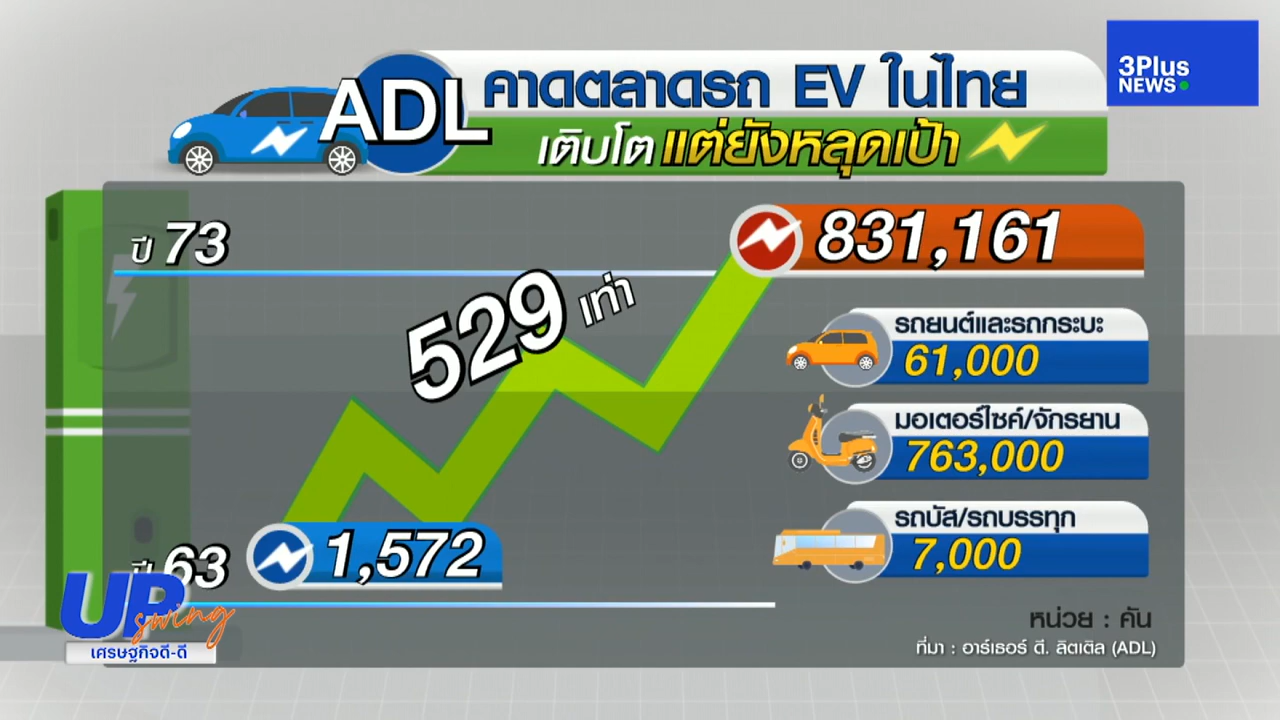 3Plus
NEWS
ADL คาดตลาดรถ EV ในไทย
เติบโต แต่ยังหลุดเป้า
ปี 73
831,161
529 เท่า
รถยนต์และรถกระบะ
61,000
มอเตอร์ไซค์/จักรยาน
763,000
รถบัส/รถบรรทุก
7,000
ปี 63
1,572
หน่วย : คัน
ที่มา : อาร์เธอร์ ดี. ลิตเติล (ADL)
UP
swing
เศรษฐกิจดี-ดี